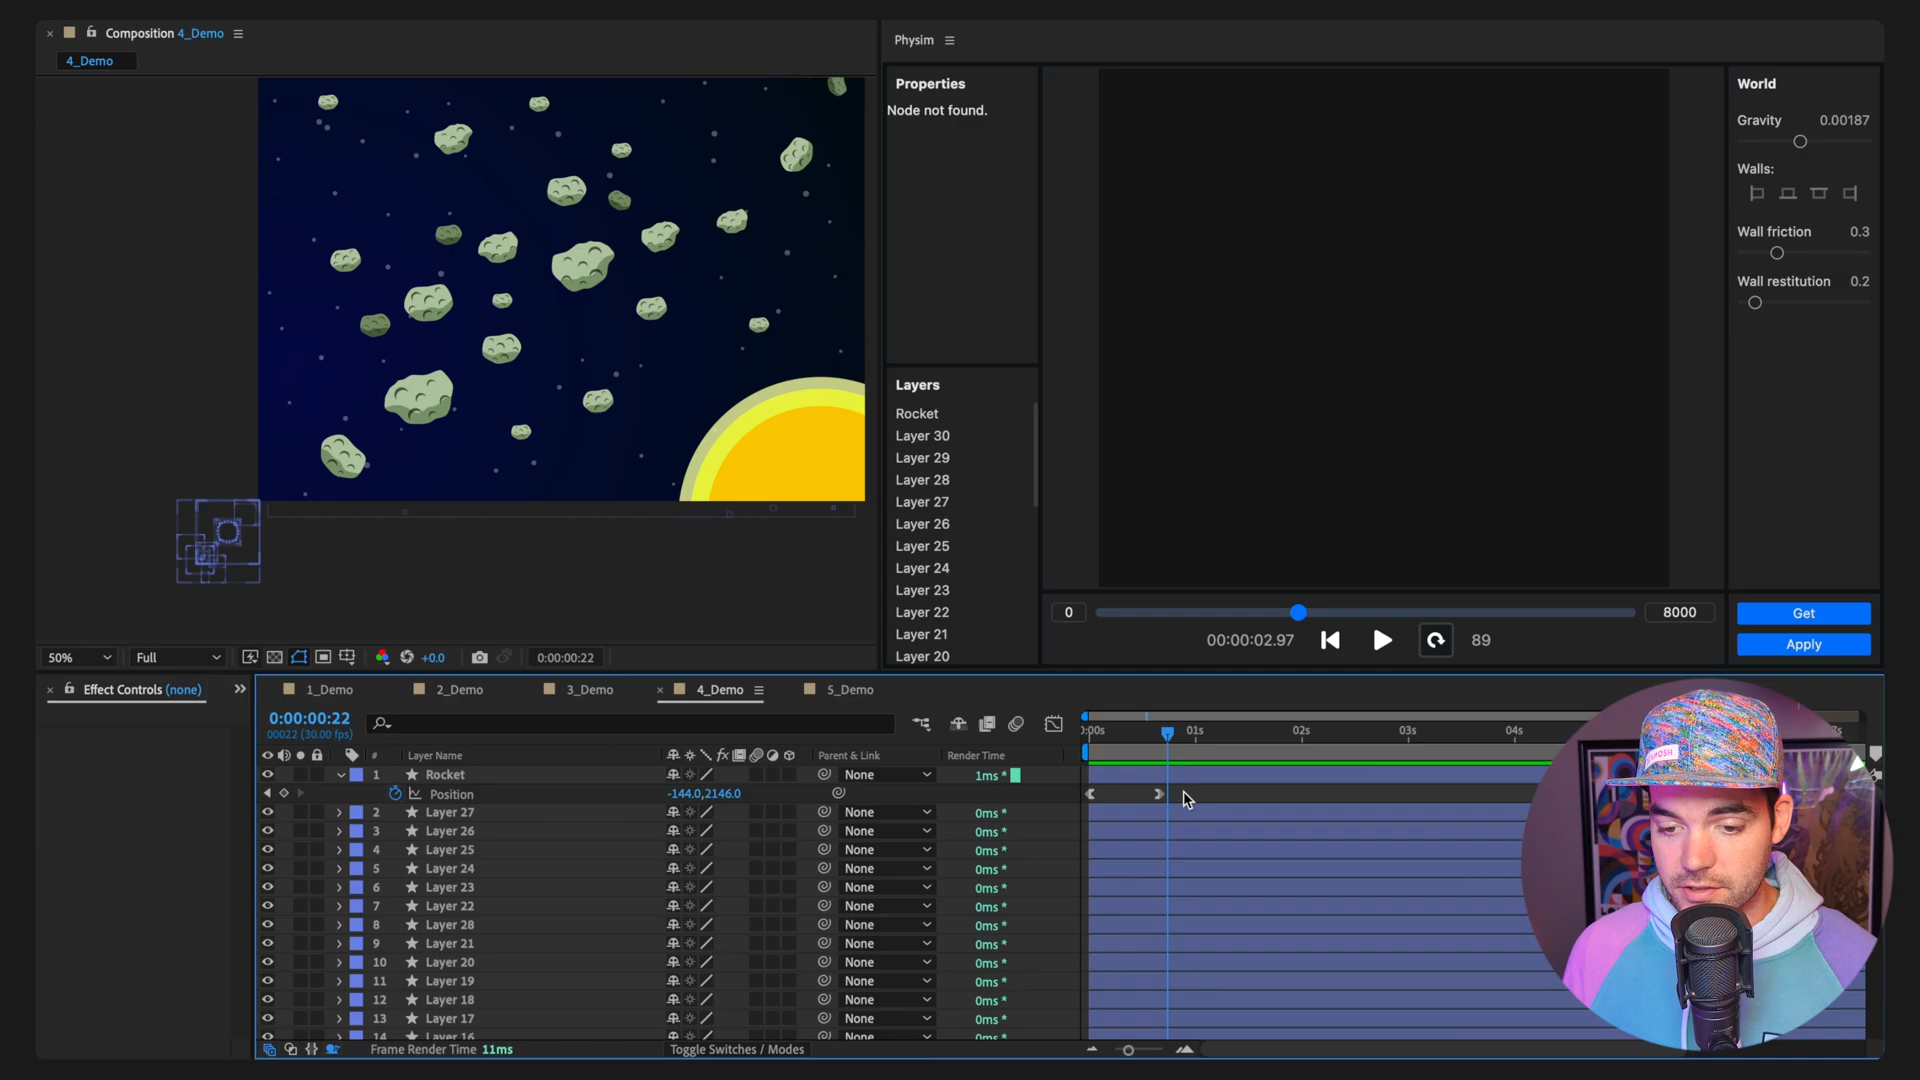 Composition 4_Demo
4_Demo
Physim
Properties
Node not found.
World
Gravity 0.00187
Walls:
Wall friction 0.3
Wall restitution 0.2
Layers
Rocket
Layer 30
Layer 29
Layer 28
Layer 27
Layer 26
Layer 25
Layer 24
Layer 23
Layer 22
Layer 21
Layer 20
0 8000
00:00:02.97 89
Get
Apply
50% Full +0.0 0:00:00:22
Effect Controls (none)
1_Demo 2_Demo 3_Demo 4_Demo 5_Demo
0:00:00:22
00022 (30.00 fps)
0:00s 01s 02s 03s 04s 7s
# Layer Name fx Parent & Link Render Time
1 Rocket None 1ms *
Position -144.0,2146.0
2 Layer 27 None 0ms *
3 Layer 26 None 0ms *
4 Layer 25 None 0ms *
5 Layer 24 None 0ms *
6 Layer 23 None 0ms *
7 Layer 22 None 0ms *
8 Layer 28 None 0ms *
9 Layer 21 None 0ms *
10 Layer 20 None 0ms *
11 Layer 19 None 0ms *
12 Layer 18 None 0ms *
13 Layer 17 None 0ms *
14 Layer 16 None 0ms *
Frame Render Time 11ms Toggle Switches / Modes